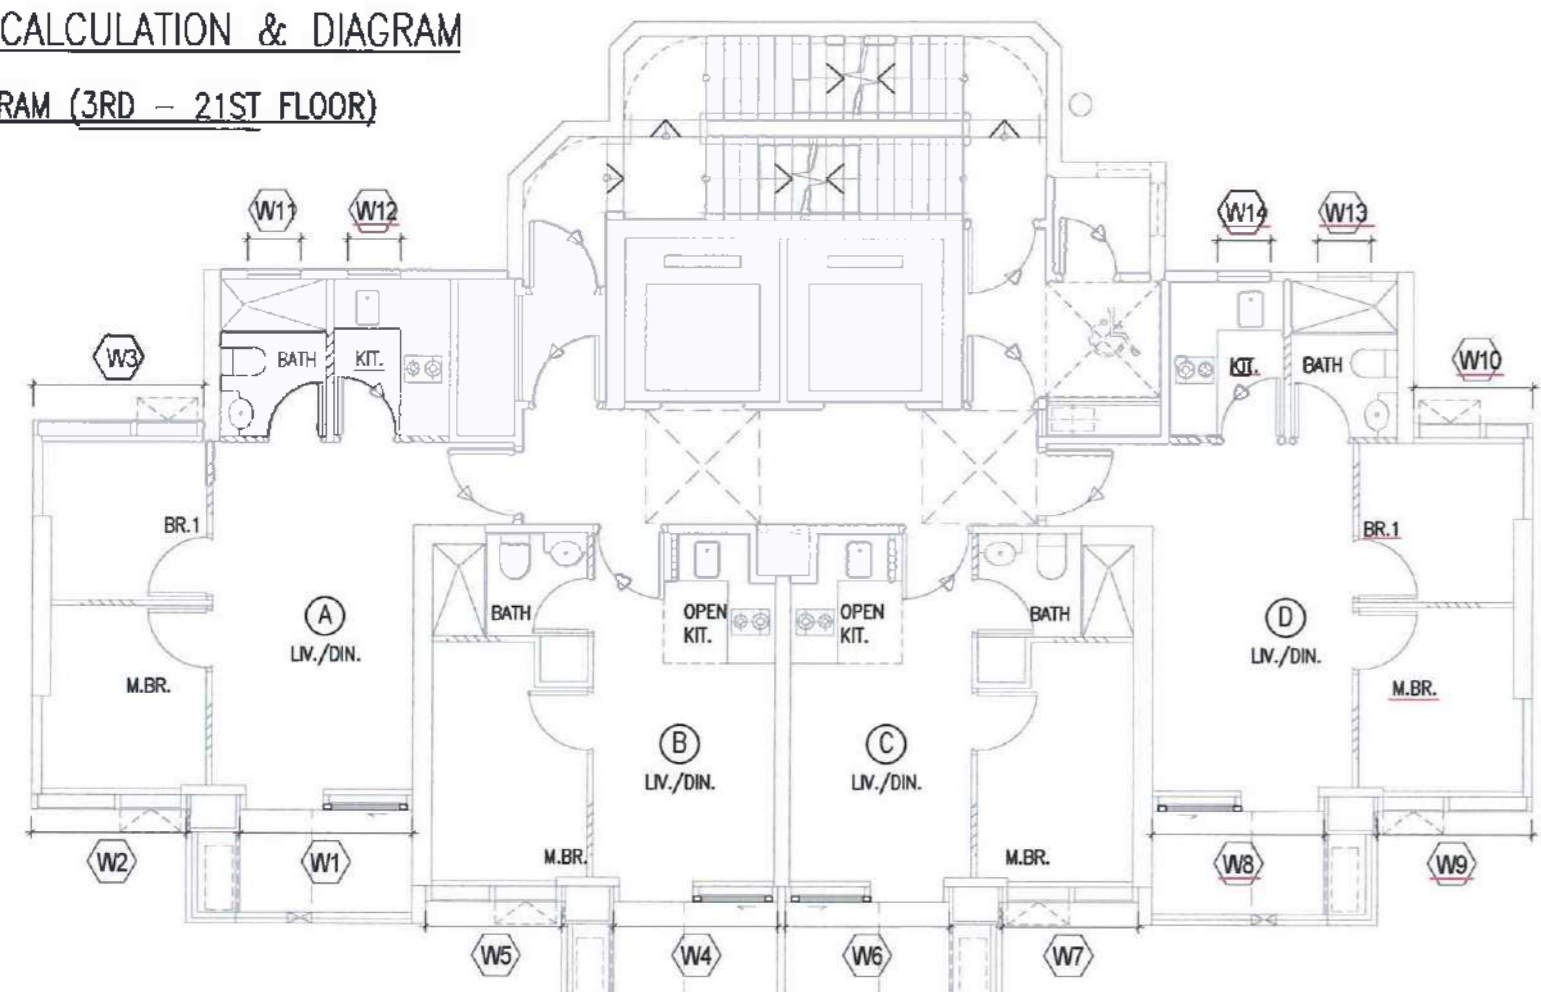 CALCULATION & DIAGRAM
RAM (3RD - 21ST FLOOR)
W11
W12
W14
W13
W3
BATH
KIT.
KIT.
BATH
W10
BR.1
BR.1
A
LIV./DIN.
BATH
OPEN
KIT.
OPEN
KIT.
BATH
D
LIV./DIN.
M.BR.
M.BR.
B
LIV./DIN.
C
LIV./DIN.
W2
W1
M.BR.
M.BR.
W8
W9
W5
W4
W6
W7